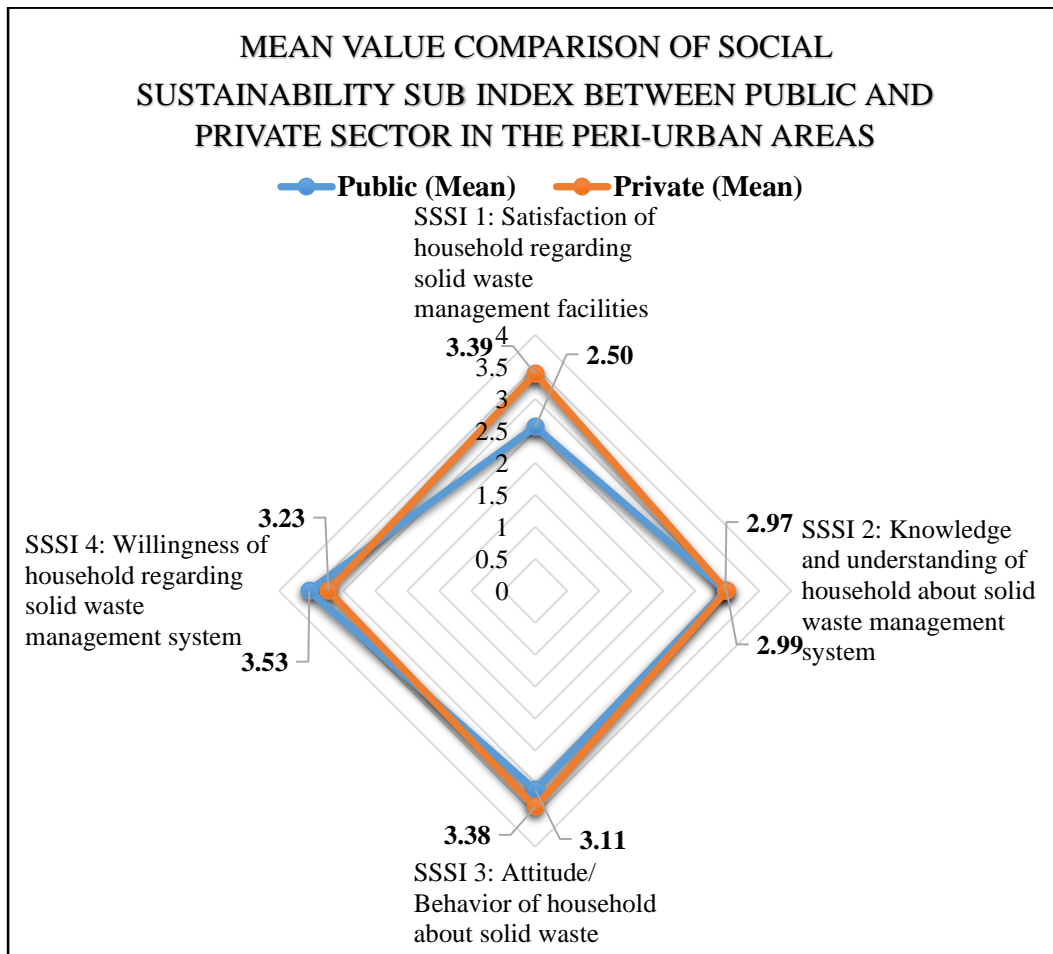 MEAN VALUE COMPARISON OF SOCIAL
SUSTAINABILITY SUB INDEX BETWEEN PUBLIC AND
PRIVATE SECTOR IN THE PERI-URBAN AREAS
Public (Mean) Private (Mean)
SSSI 1: Satisfaction of
household regarding
solid waste
management facilities
4
3.39
2.50
3.5
3
2.5
2
1.5
1
0.5
0
3.23
2.97
SSSI 4: Willingness of
household regarding
solid waste
management system
SSSI 2: Knowledge
and understanding of
household about solid
waste management
system
3.53
2.99
3.38
3.11
SSSI 3: Attitude/
Behavior of household
about solid waste